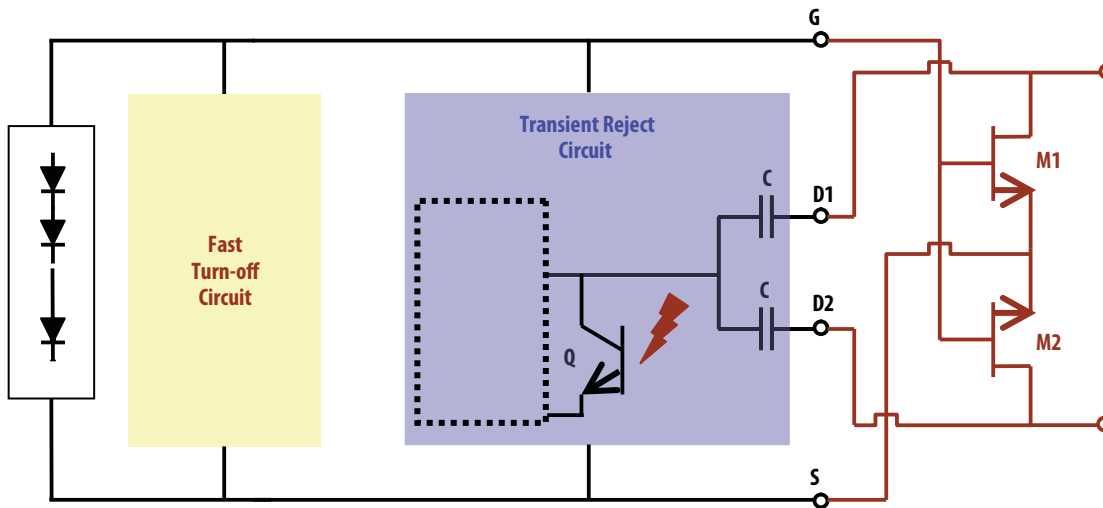 G
Transient Reject
Circuit
C
D1
M1
Fast
Turn-off
Circuit
C
D2
M2
Q
S